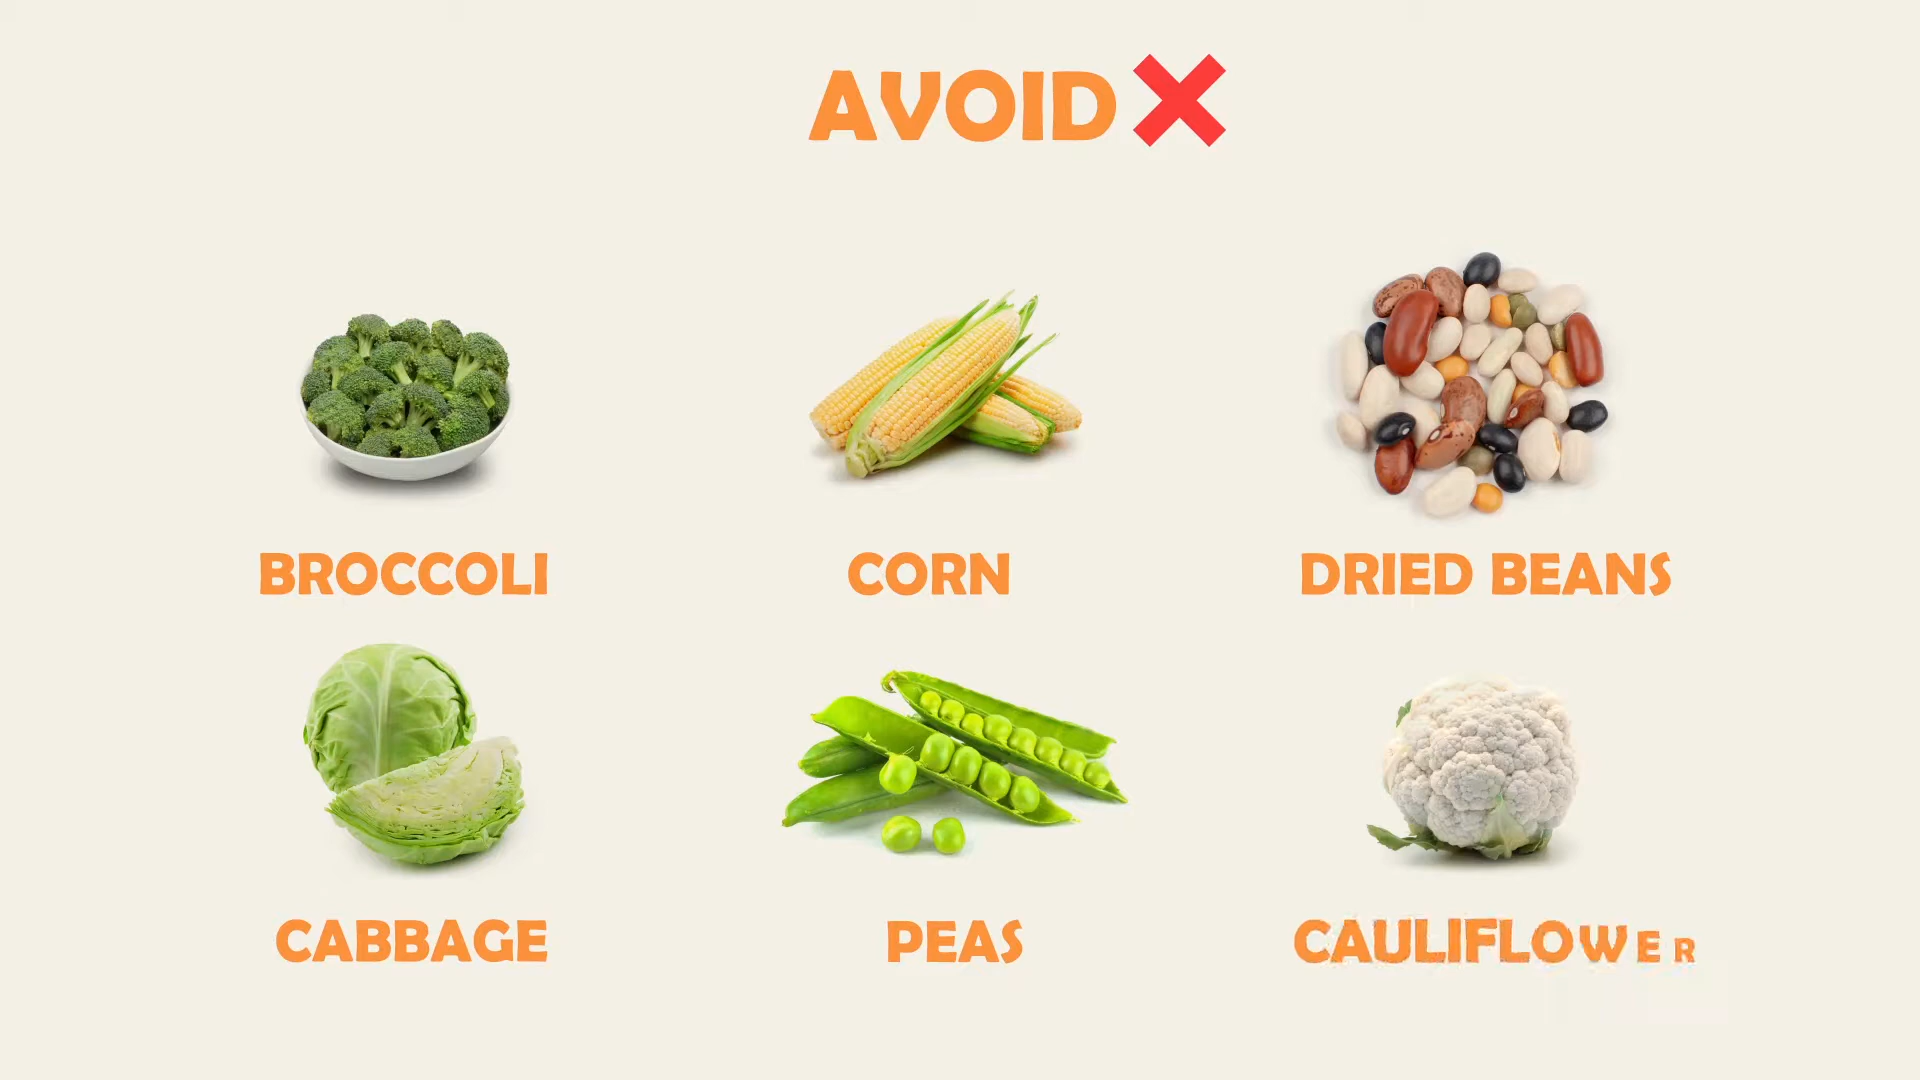 AVOID
BROCCOLI
CORN
DRIED BEANS
CABBAGE
PEAS
CAULIFLOWER